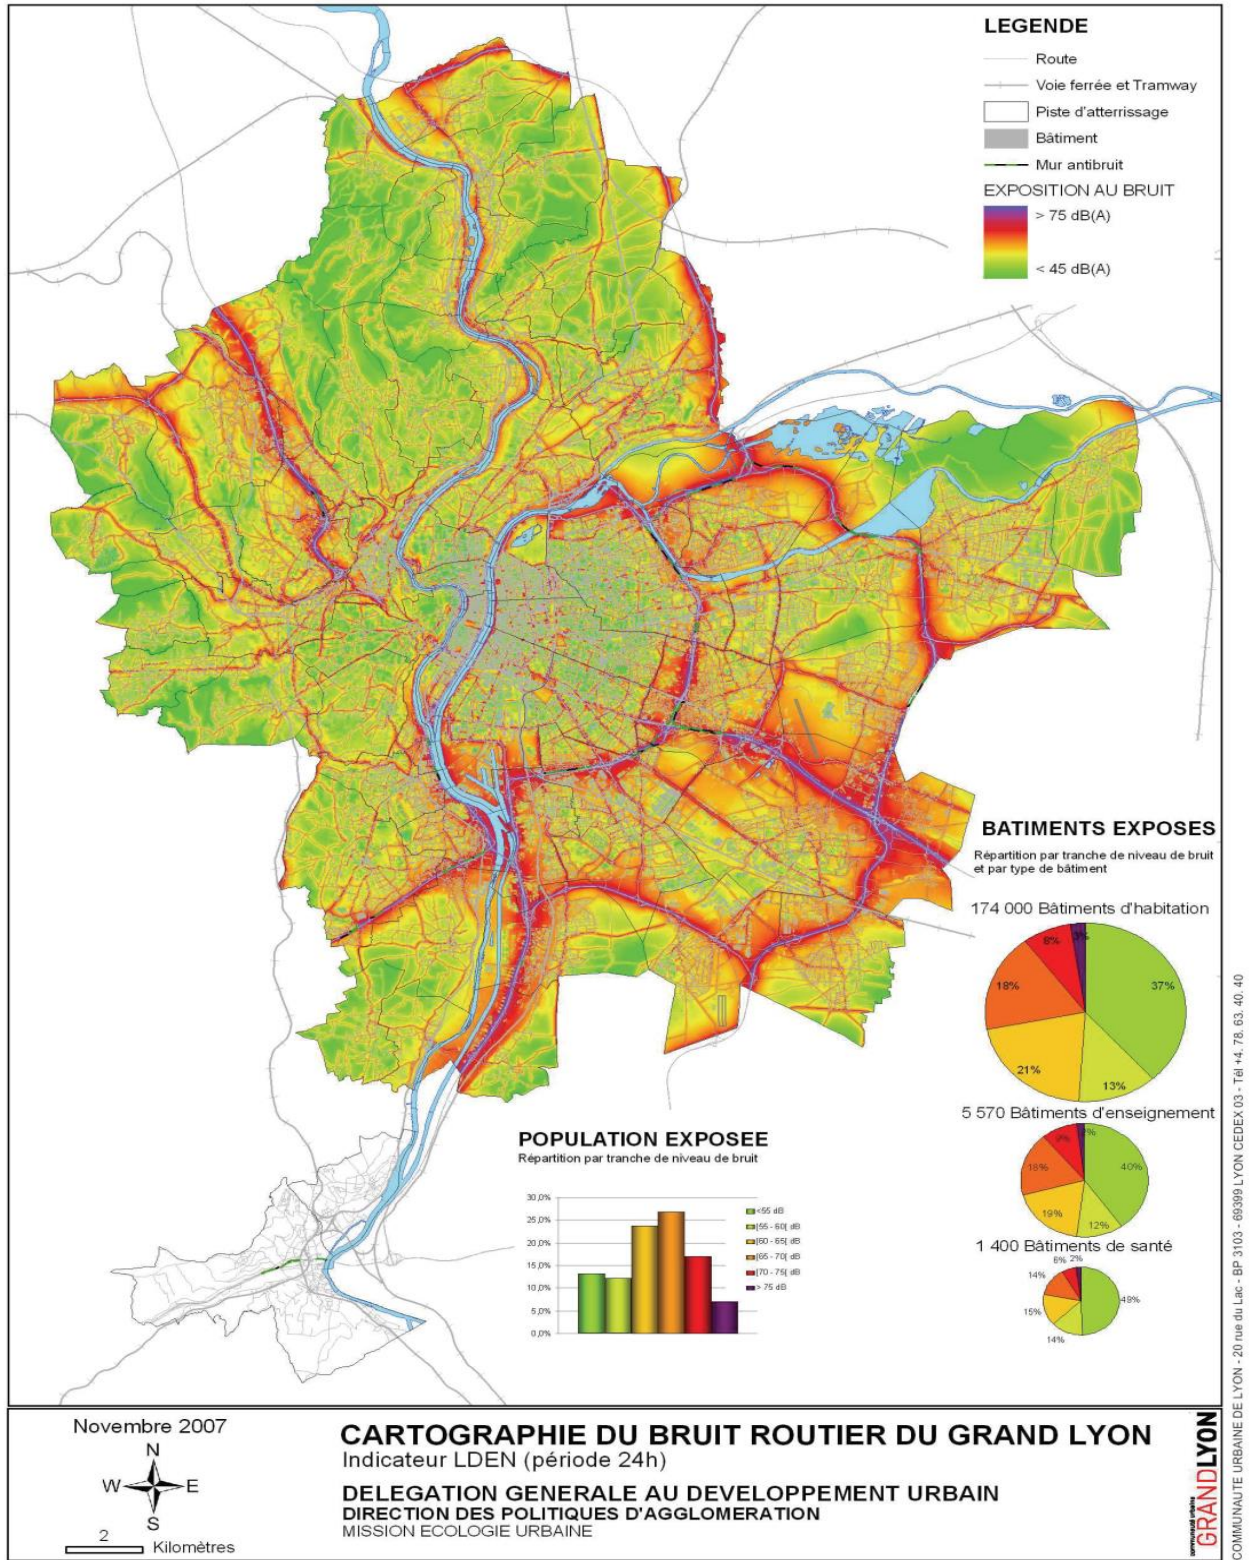 LEGENDE
Route
Voie ferrée et Tramway
Piste d'atterrissage
Bâtiment
Mur antibruit
EXPOSITION AU BRUIT
> 75 dB(A)
< 45 dB(A)
BATIMENTS EXPOSES
Répartition par tranche de niveau de bruit
et par type de bâtiment
174 000 Bâtiments d'habitation
8%
3%
18%
37%
21%
13%
5 570 Bâtiments d'enseignement
9%
2%
18%
40%
19%
12%
1 400 Bâtiments de santé
6%
2%
14%
15%
14%
POPULATION EXPOSEE
Répartition par tranche de niveau de bruit
30,0%
25,0%
20,0%
15,0%
10,0%
5,0%
0,0%
<55 dB
[55 - 60[ dB
[60 - 65[ dB
[65 - 70[ dB
[70 - 75[ dB
> 75 dB
Novembre 2007
N
W E
S
2
Kilomètres
CARTOGRAPHIE DU BRUIT ROUTIER DU GRAND LYON
Indicateur LDEN (période 24h)
DELEGATION GENERALE AU DEVELOPPEMENT URBAIN
DIRECTION DES POLITIQUES D'AGGLOMERATION
MISSION ECOLOGIE URBAINE
communauté urbaine
GRANDLYON
COMMUNAUTE URBAINE DE LYON - 20 rue du Lac - BP 3103 - 69399 LYON CEDEX 03 - Tél +4. 78. 63. 40. 40